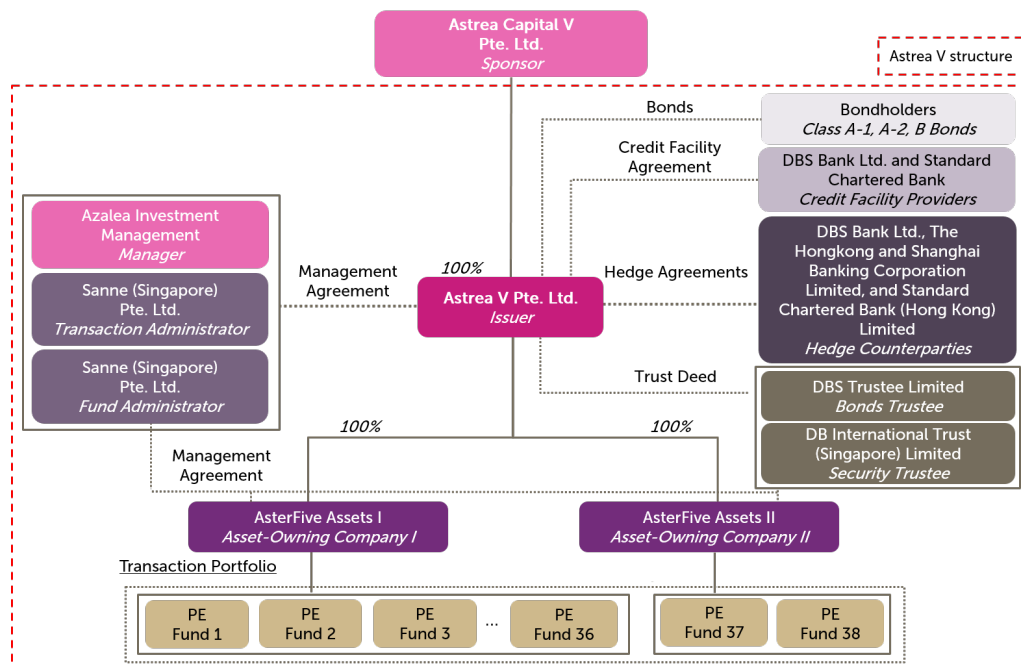 Astrea Capital V
Pte. Ltd.
Sponsor
Astrea V structure
Bonds
Bondholders
Class A-1, A-2, B Bonds
Credit Facility
Agreement
DBS Bank Ltd. and Standard
Chartered Bank
Credit Facility Providers
Azalea Investment
Management
Manager
Sanne (Singapore)
Pte. Ltd.
Transaction Administrator
Sanne (Singapore)
Pte. Ltd.
Fund Administrator
Management
Agreement
100%
Astrea V Pte. Ltd.
Issuer
Hedge Agreements
DBS Bank Ltd., The
Hongkong and Shanghai
Banking Corporation
Limited, and Standard
Chartered Bank (Hong Kong)
Limited
Hedge Counterparties
Trust Deed
DBS Trustee Limited
Bonds Trustee
DB International Trust
(Singapore) Limited
Security Trustee
100%
100%
Management
Agreement
AsterFive Assets I
Asset-Owning Company I
AsterFive Assets II
Asset-Owning Company II
Transaction Portfolio
PE
Fund 1
PE
Fund 2
PE
Fund 3
...
PE
Fund 36
PE
Fund 37
PE
Fund 38